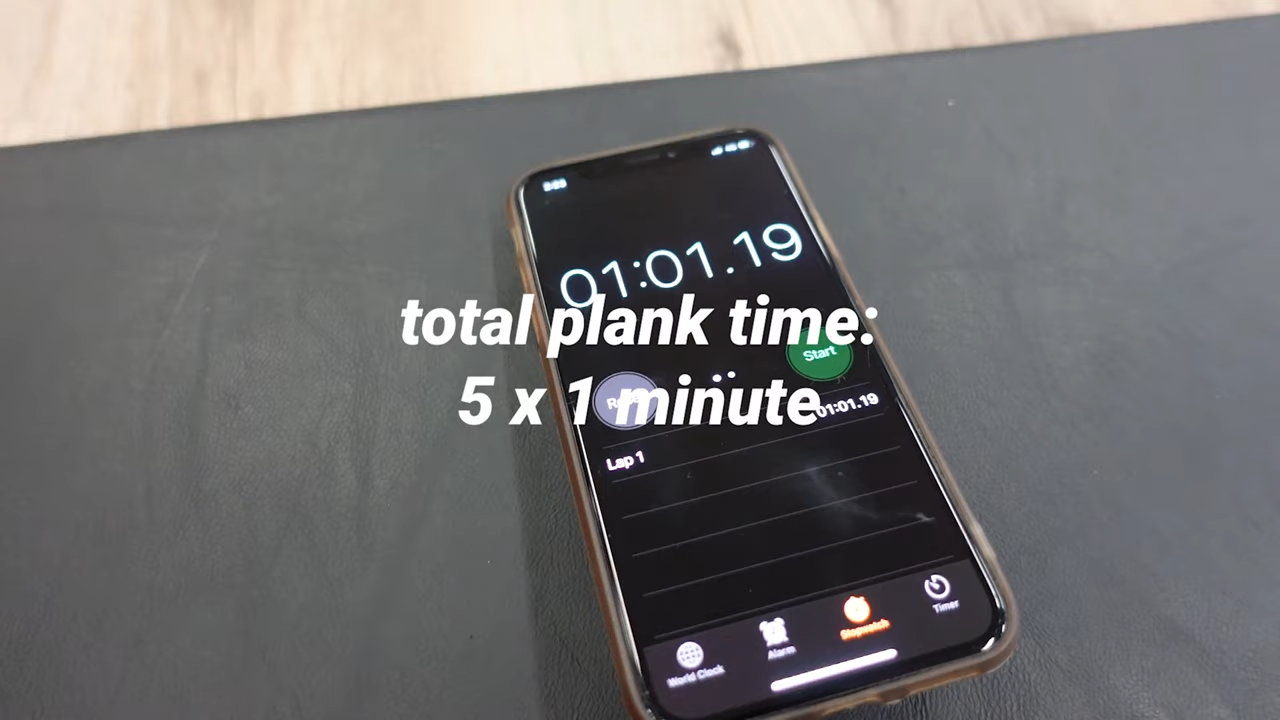 01:01.19
total plank time:
Start
5 x 1 minute
01:01.19
Lap 1
Stopwatch
Timer
Alarm
World Clock